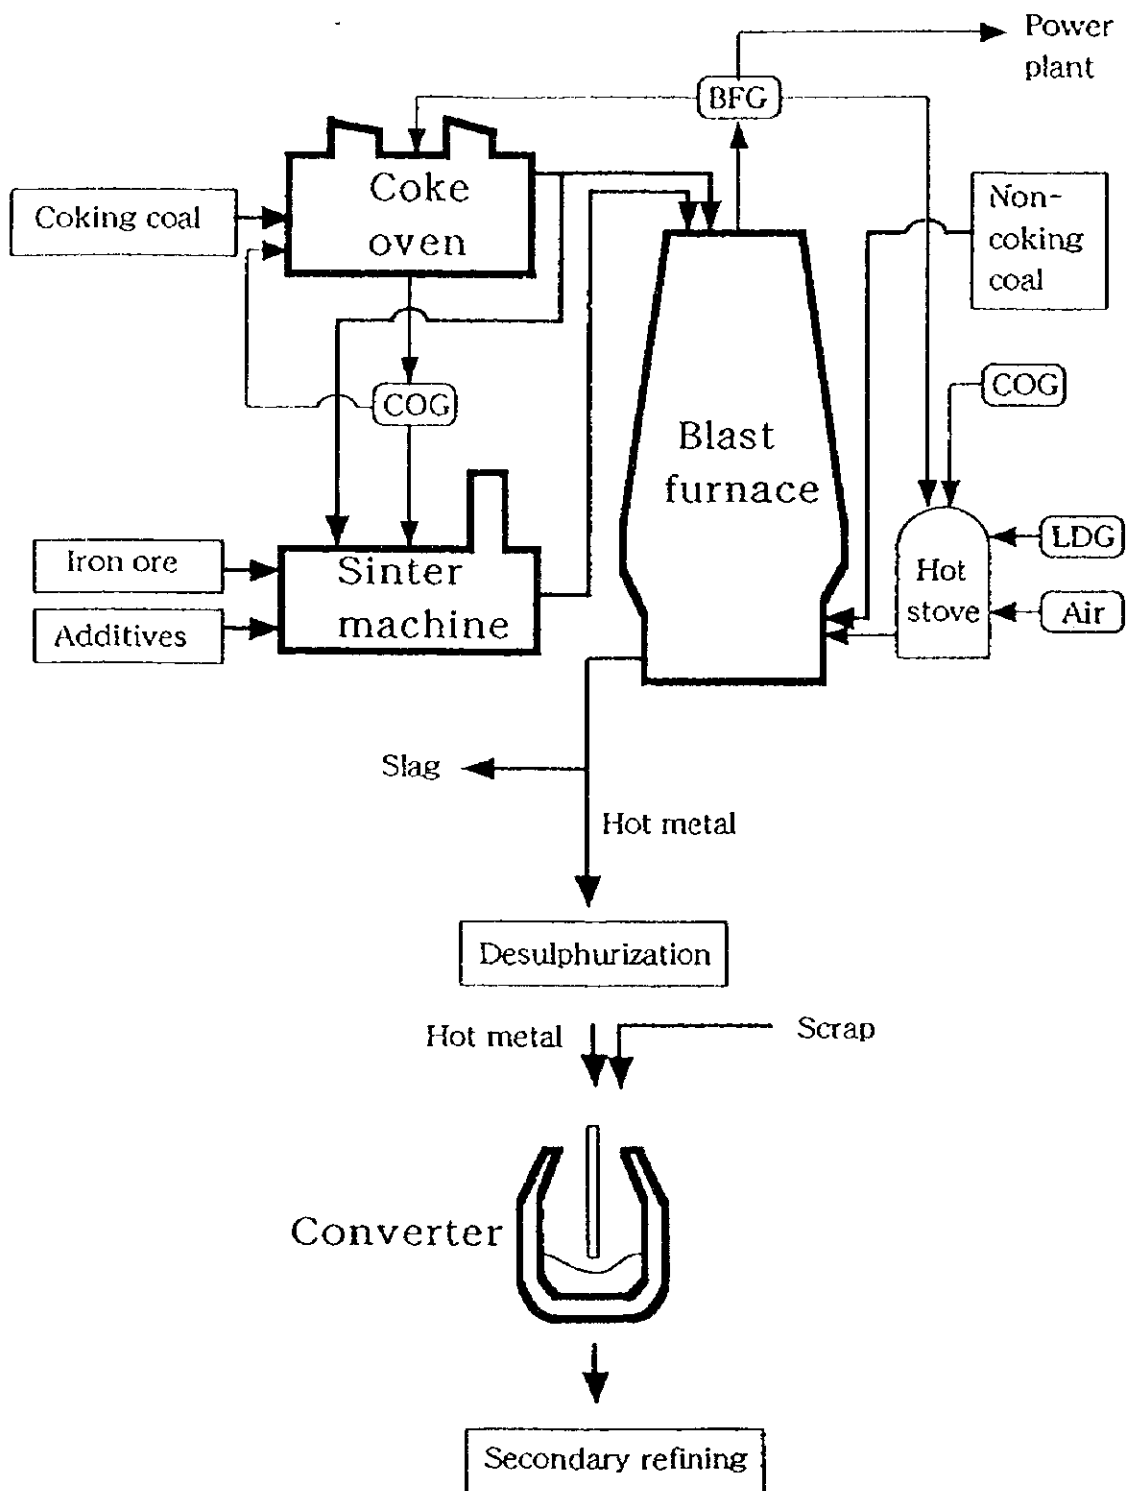 Power
plant
BFG
Coke
oven
Coking coal
Non-
coking
coal
COG
COG
Blast
furnace
Iron ore
Additives
Sinter
machine
LDG
Hot
stove
Air
Slag
Hot metal
Desulphurization
Hot metal
Scrap
Converter
Secondary refining